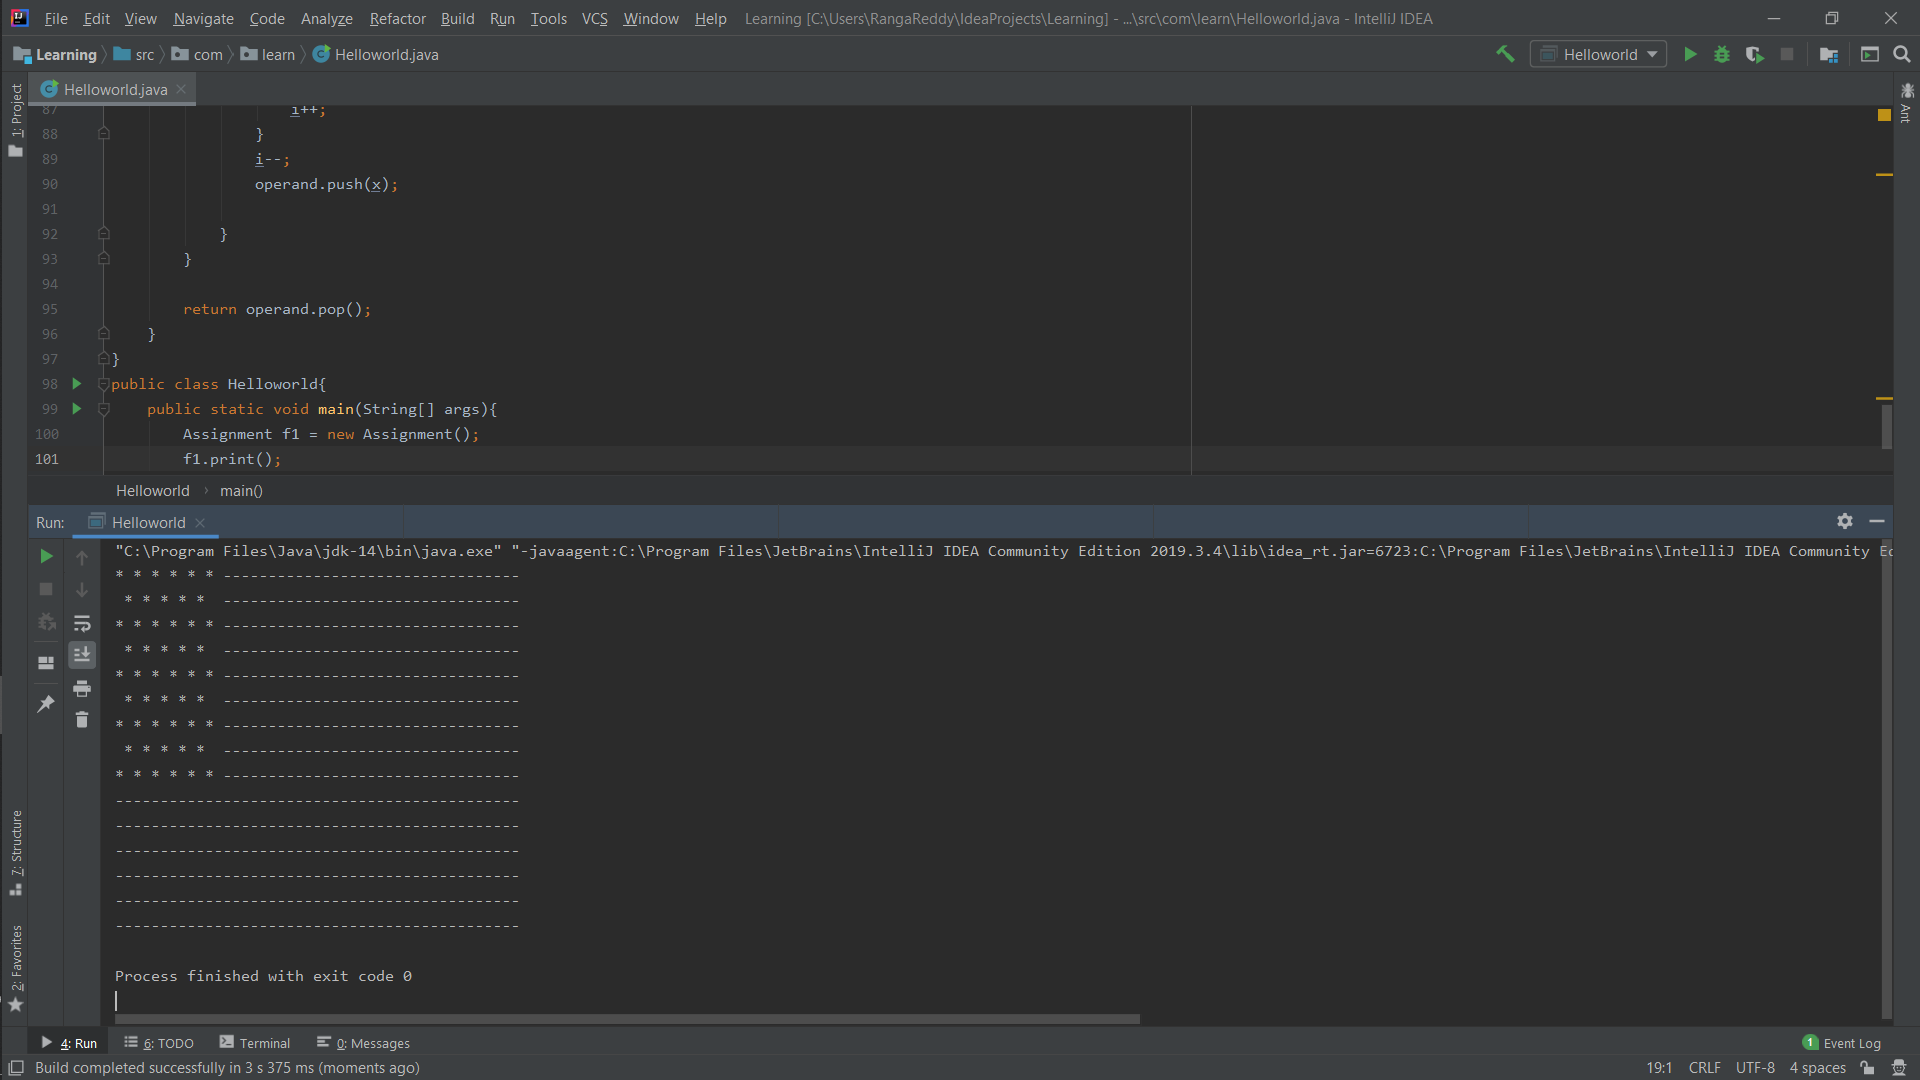 File Edit View Navigate Code Analyze Refactor Build Run Tools VCS Window Help Learning [C:\Users\RangaReddy\IdeaProjects\Learning] - ...\src\com\learn\Helloworld.java - IntelliJ IDEA
Learning src com learn Helloworld.java Helloworld
Helloworld.java
1: Project
Ant
87 i++;
88 }
89 i--;
90 operand.push(x);
91
92 }
93 }
94
95 return operand.pop();
96 }
97 }
98 public class Helloworld{
99 public static void main(String[] args){
100 Assignment f1 = new Assignment();
101 f1.print();
Helloworld main()
Run: Helloworld
"C:\Program Files\Java\jdk-14\bin\java.exe" "-javaagent:C:\Program Files\JetBrains\IntelliJ IDEA Community Edition 2019.3.4\lib\idea_rt.jar=6723:C:\Program Files\JetBrains\IntelliJ IDEA Community Ed
* * * * * * ---------------------------------
 * * * * *  ---------------------------------
* * * * * * ---------------------------------
 * * * * *  ---------------------------------
* * * * * * ---------------------------------
 * * * * *  ---------------------------------
* * * * * * ---------------------------------
 * * * * *  ---------------------------------
* * * * * * ---------------------------------
---------------------------------------------
---------------------------------------------
---------------------------------------------
---------------------------------------------
---------------------------------------------
---------------------------------------------
Process finished with exit code 0
7: Structure
2: Favorites
4: Run 6: TODO Terminal 0: Messages 1 Event Log
Build completed successfully in 3 s 375 ms (moments ago) 19:1 CRLF UTF-8 4 spaces